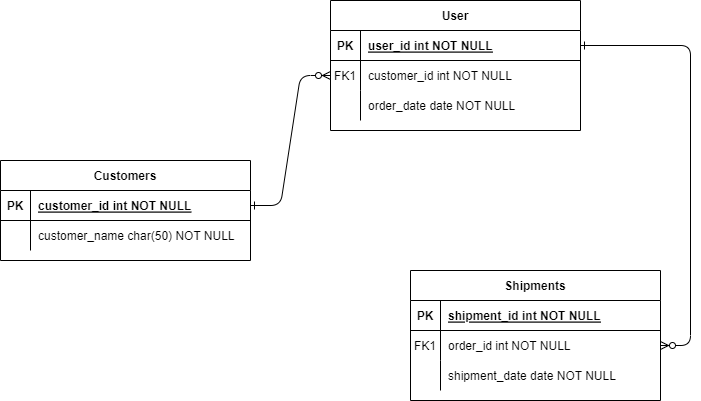 User
PK user_id int NOT NULL
FK1 customer_id int NOT NULL
order_date date NOT NULL
Customers
PK customer_id int NOT NULL
customer_name char(50) NOT NULL
Shipments
PK shipment_id int NOT NULL
FK1 order_id int NOT NULL
shipment_date date NOT NULL